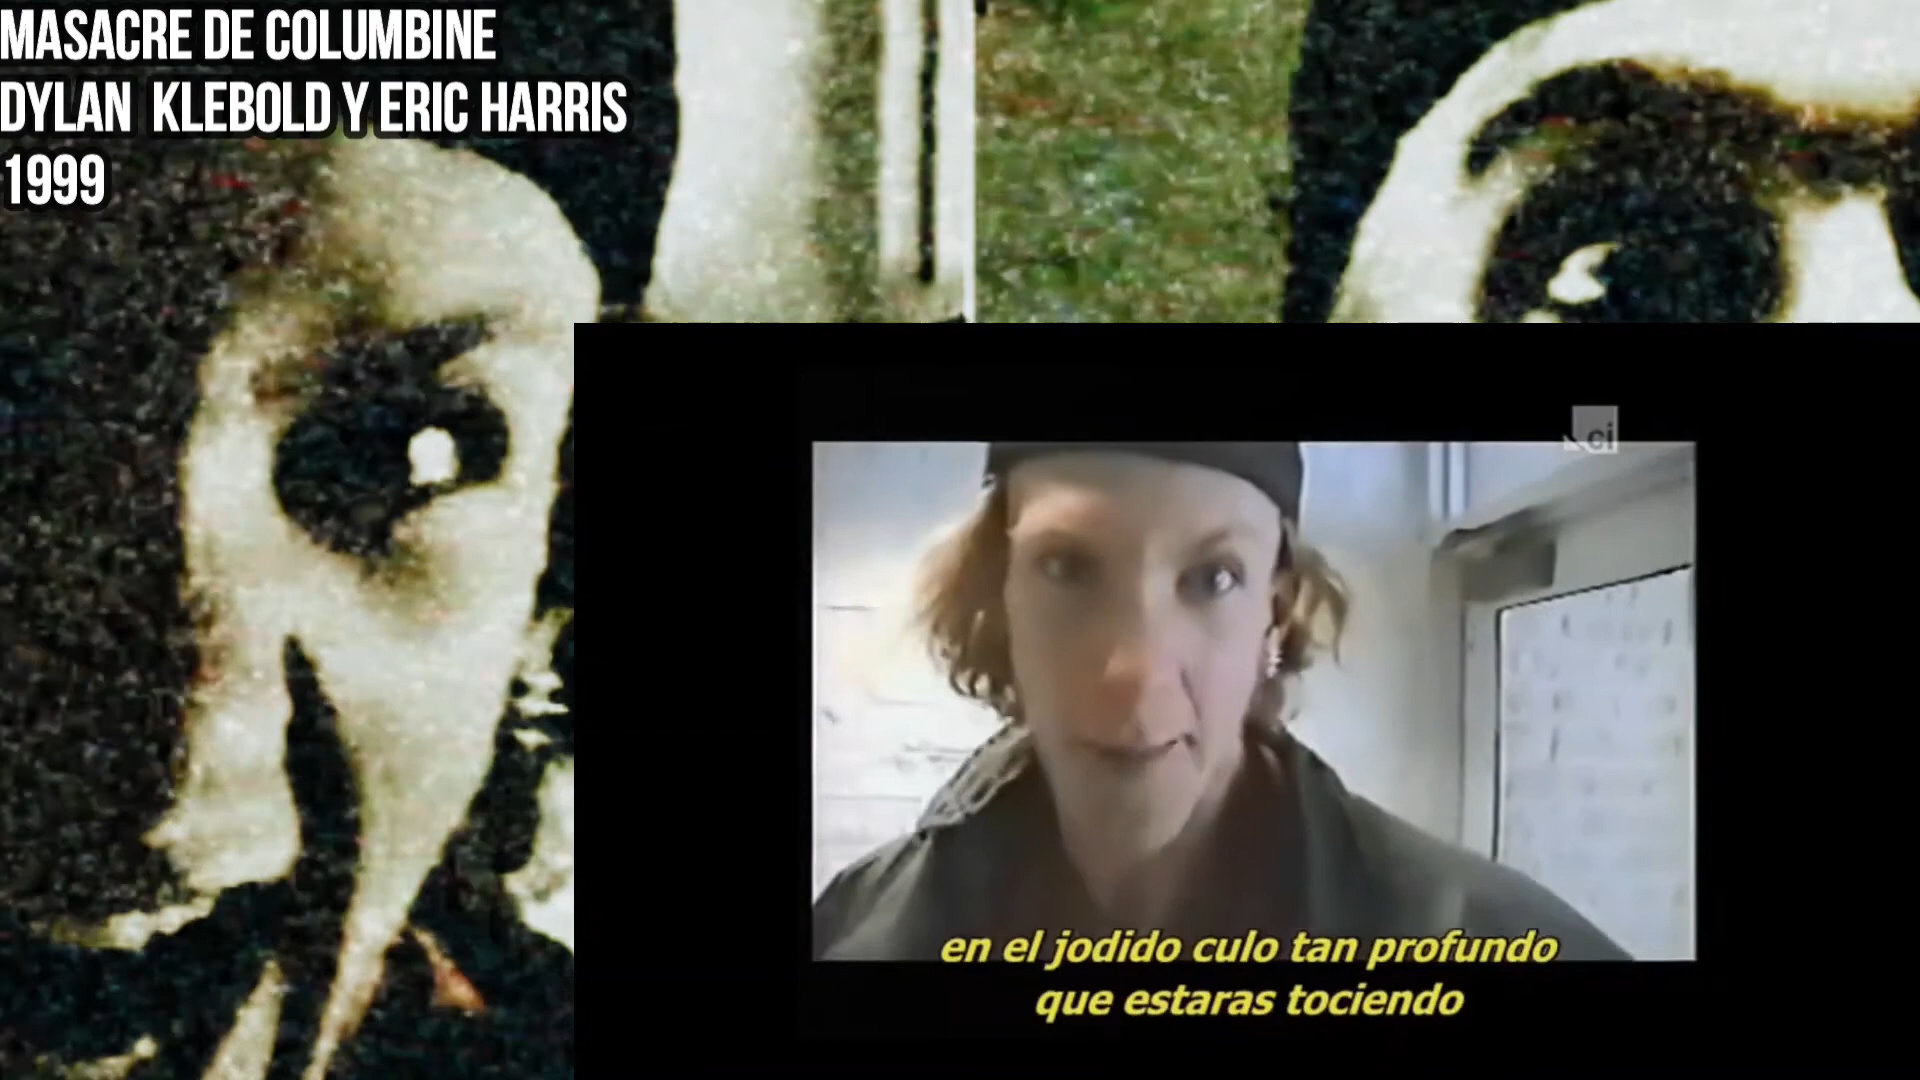 MASACRE DE COLUMBINE
DYLAN KLEBOLD Y ERIC HARRIS
1999
ci
en el jodido culo tan profundo
que estaras tociendo